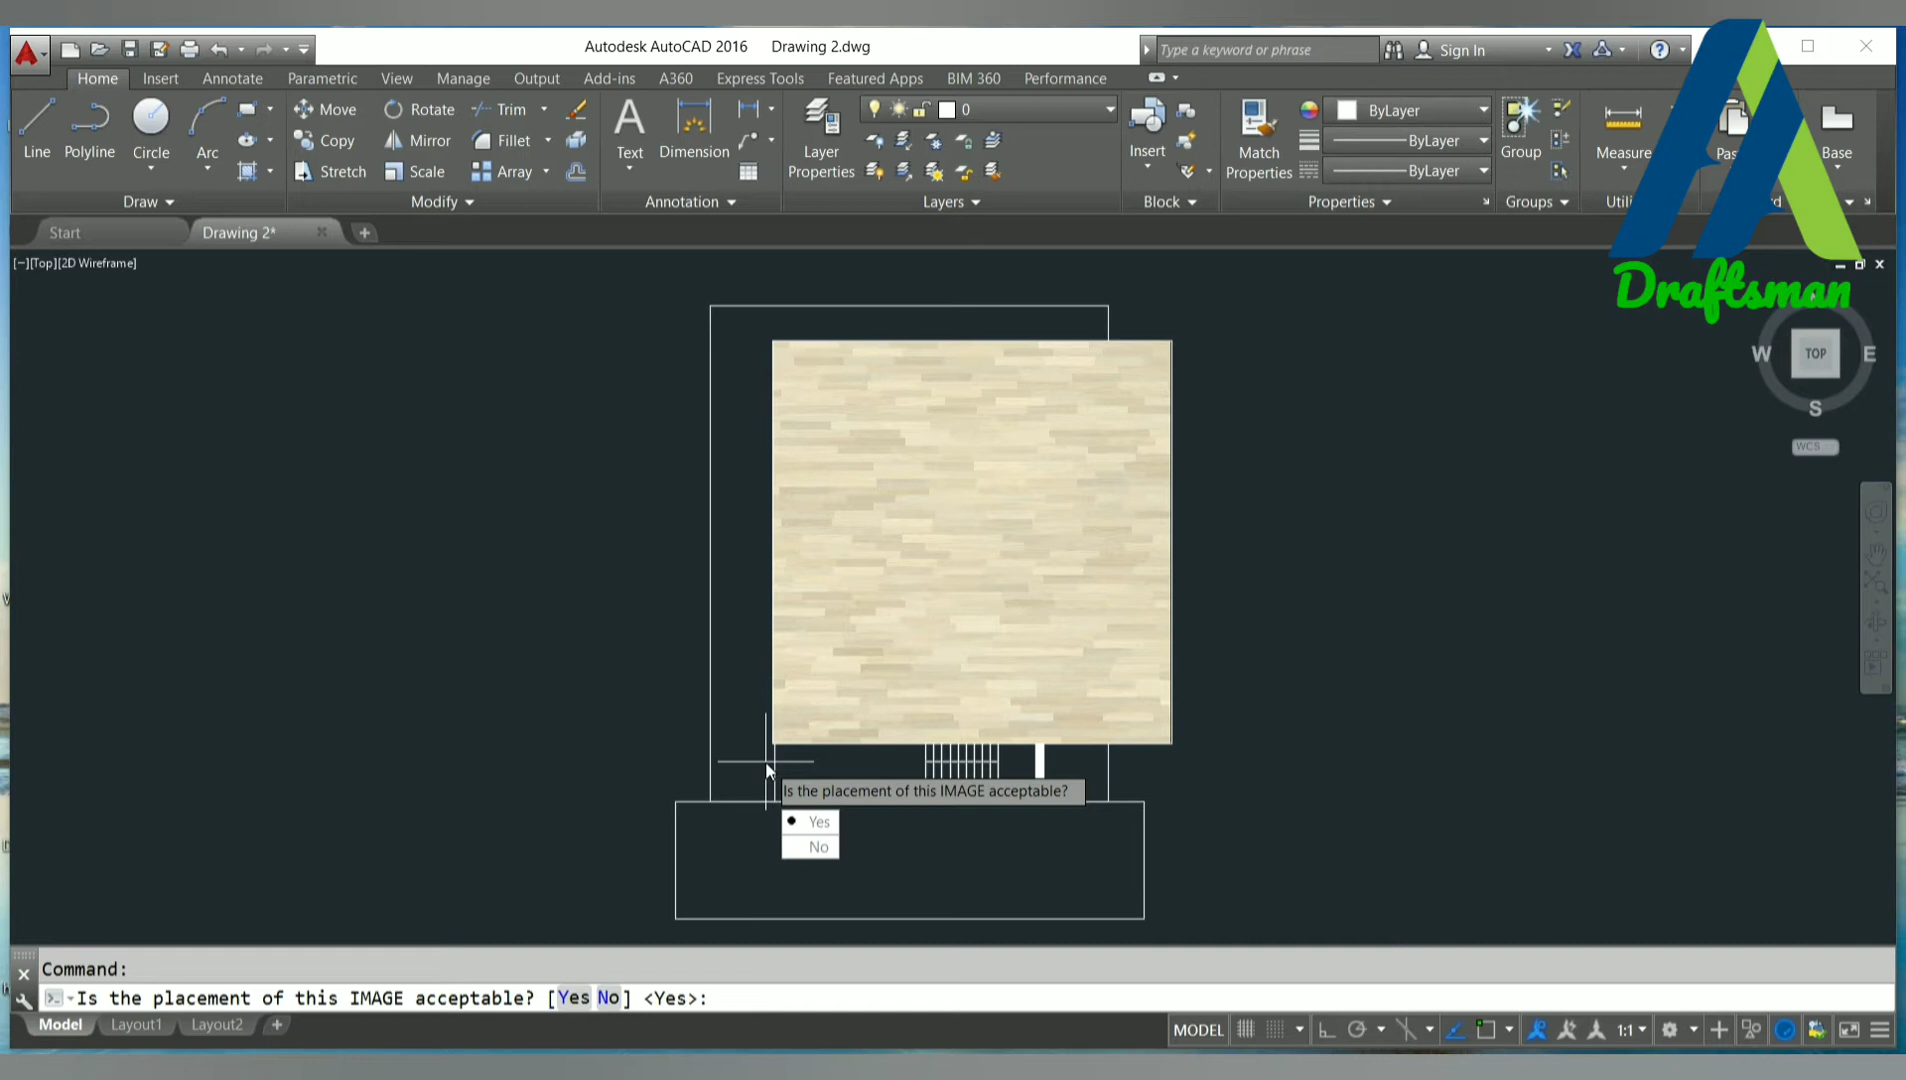 Autodesk AutoCAD 2016 Drawing 2.dwg
Type a keyword or phrase
Sign In
Home Insert Annotate Parametric View Manage Output Add-ins A360 Express Tools Featured Apps BIM 360 Performance
Line Polyline Circle Arc
Move Rotate Trim
Copy Mirror Fillet
Stretch Scale Array
Text Dimension
Layer Properties
0
Insert
Match Properties
ByLayer
ByLayer
ByLayer
Group
Measure
Base
Draw Modify Annotation Layers Block Properties Groups
Start Drawing 2*
[−][Top][2D Wireframe]
Draftsman
W TOP E
S
WCS
Is the placement of this IMAGE acceptable?
Yes
No
Command:
Is the placement of this IMAGE acceptable? [Yes No] <Yes>:
Model Layout1 Layout2
MODEL 1:1